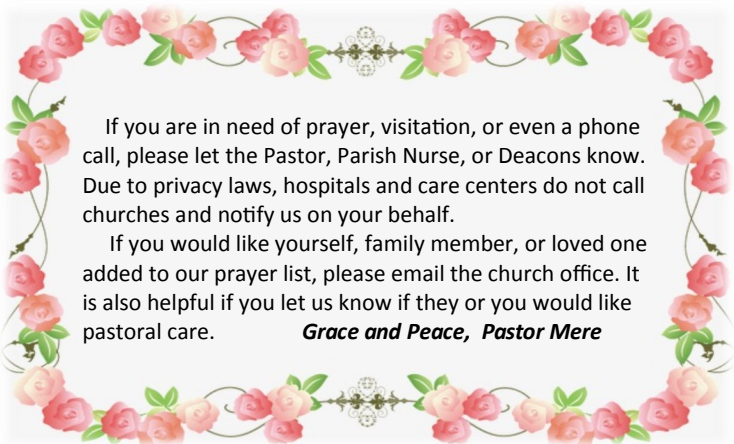 If you are in need of prayer, visitation, or even a phone
call, please let the Pastor, Parish Nurse, or Deacons know.
Due to privacy laws, hospitals and care centers do not call
churches and notify us on your behalf.
If you would like yourself, family member, or loved one
added to our prayer list, please email the church office. It
is also helpful if you let us know if they or you would like
pastoral care. Grace and Peace, Pastor Mere